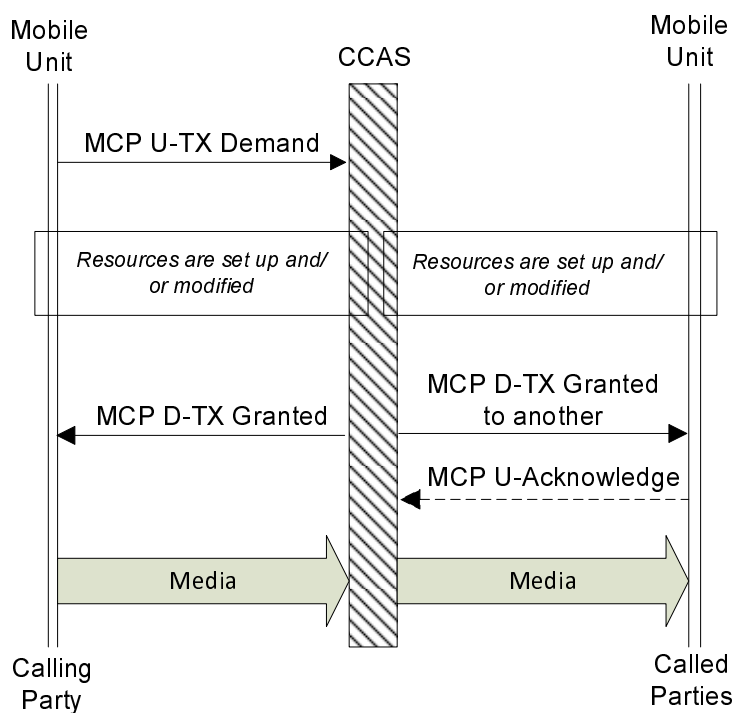 Mobile
Unit
CCAS
Mobile
Unit
MCP U-TX Demand
Resources are set up and/
or modified
Resources are set up and/
or modified
MCP D-TX Granted
MCP D-TX Granted
to another
MCP U-Acknowledge
Media
Media
Calling
Party
Called
Parties